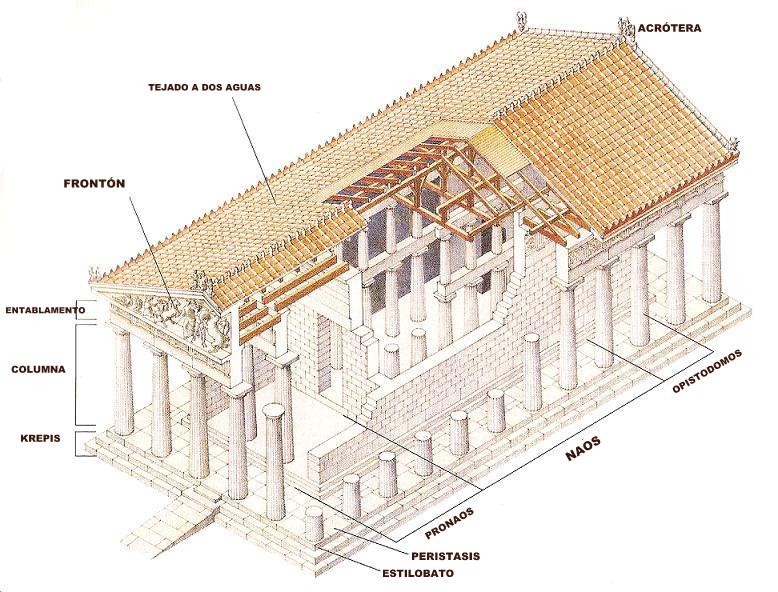 ACRÓTERA
TEJADO A DOS AGUAS
FRONTÓN
ENTABLAMENTO
COLUMNA
KREPIS
OPISTODOMOS
NAOS
PRONAOS
PERISTASIS
ESTILOBATO